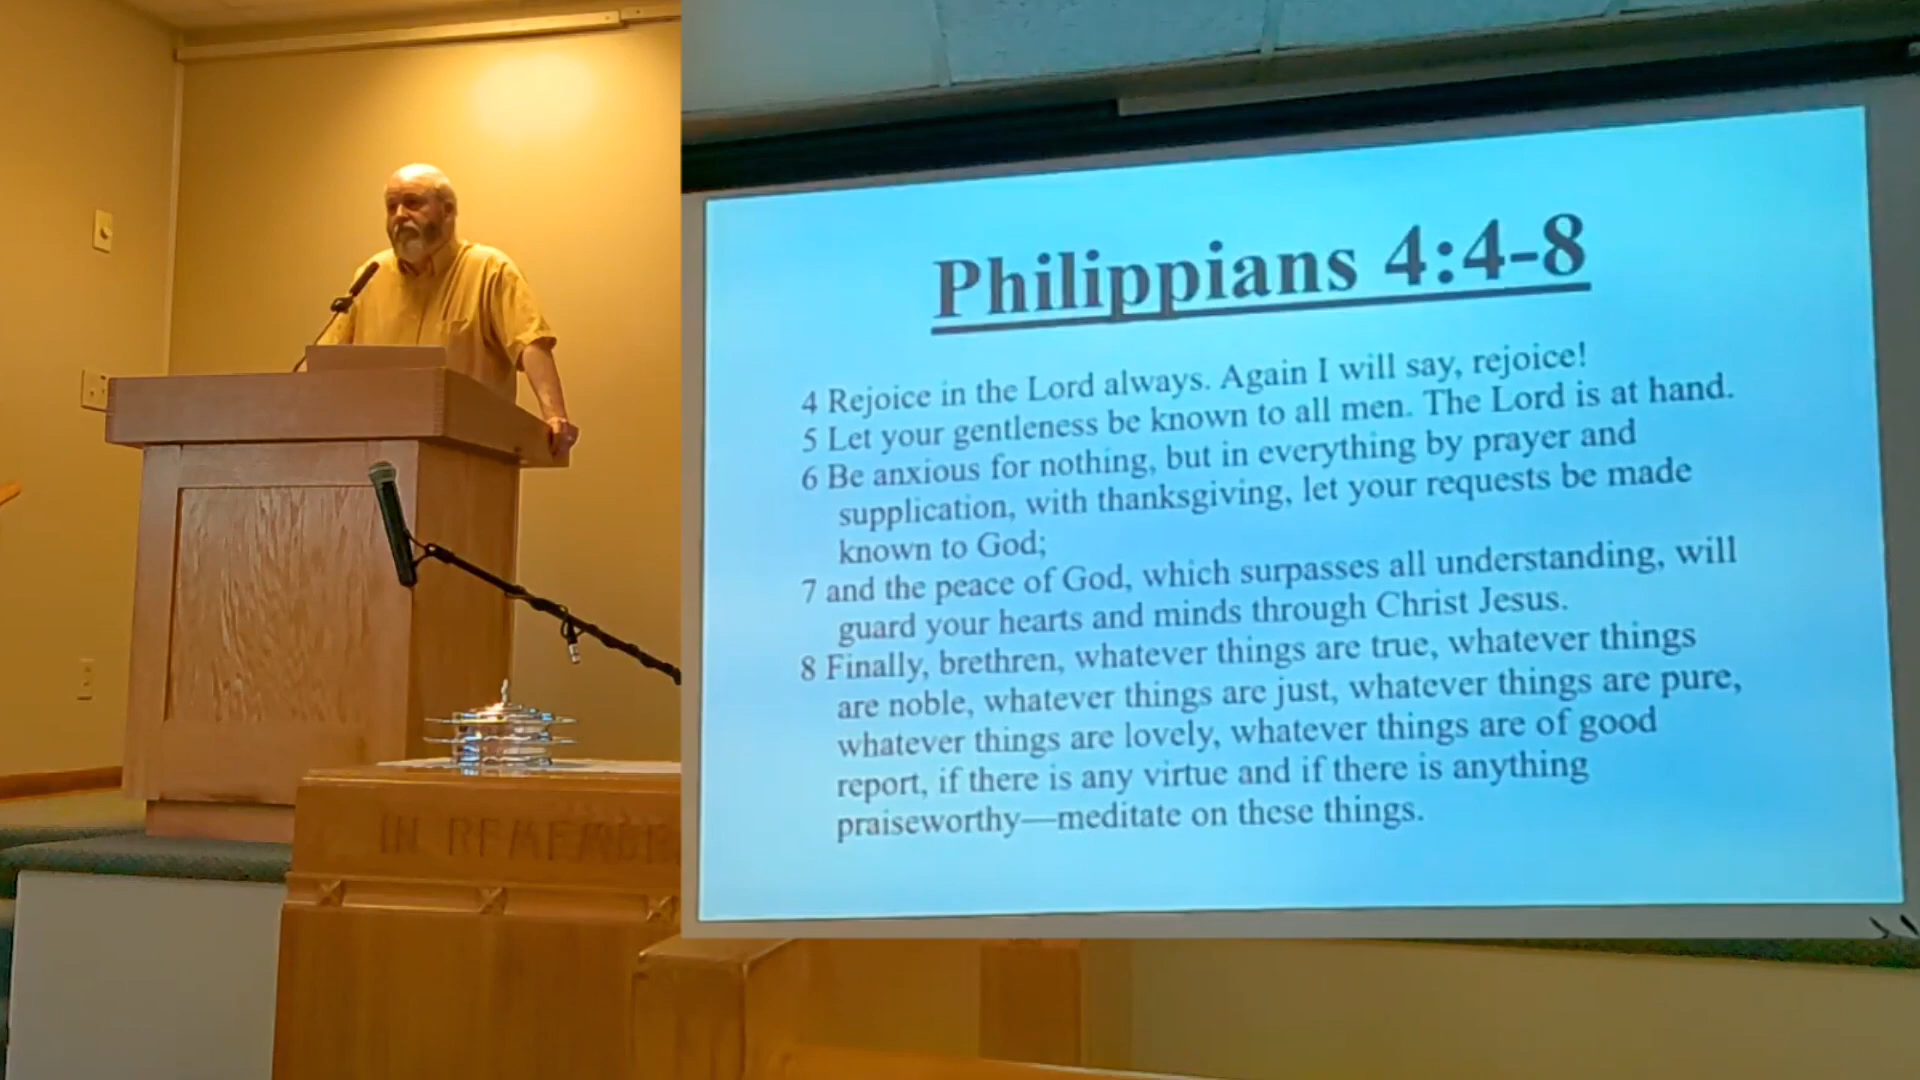 Philippians 4:4-8
4 Rejoice in the Lord always. Again I will say, rejoice!
5 Let your gentleness be known to all men. The Lord is at hand.
6 Be anxious for nothing, but in everything by prayer and
supplication, with thanksgiving, let your requests be made
known to God;
7 and the peace of God, which surpasses all understanding, will
guard your hearts and minds through Christ Jesus.
8 Finally, brethren, whatever things are true, whatever things
are noble, whatever things are just, whatever things are pure,
whatever things are lovely, whatever things are of good
report, if there is any virtue and if there is anything
praiseworthy—meditate on these things.
IN REMEMB